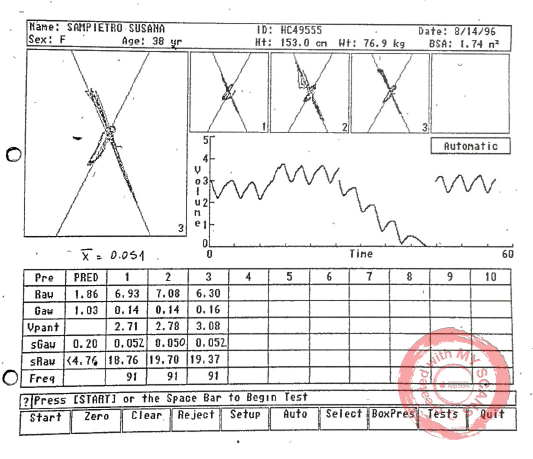 Name: SAMPIETRO SUSANA ID: HC49555 Date: 8/14/96
Sex: F Age: 38 yr Ht: 153.0 cm Wt: 76.9 kg BSA: 1.74 m²
1 2 3
3
Automatic
Volume
5
4
3
2
1
0
0 Time 60
x̄ = 0.051
Pre PRED 1 2 3 4 5 6 7 8 9 10
Raw 1.86 6.93 7.08 6.30
Gaw 1.03 0.14 0.14 0.16
Vpant 2.71 2.78 3.08
sGaw 0.20 0.052 0.050 0.052
sRaw <4.76 18.76 19.70 19.37
Freq 91 91 91
? Press [START] or the Space Bar to Begin Test
Start Zero Clear Reject Setup Auto Select BoxPres Tests Quit
with MY SCANS